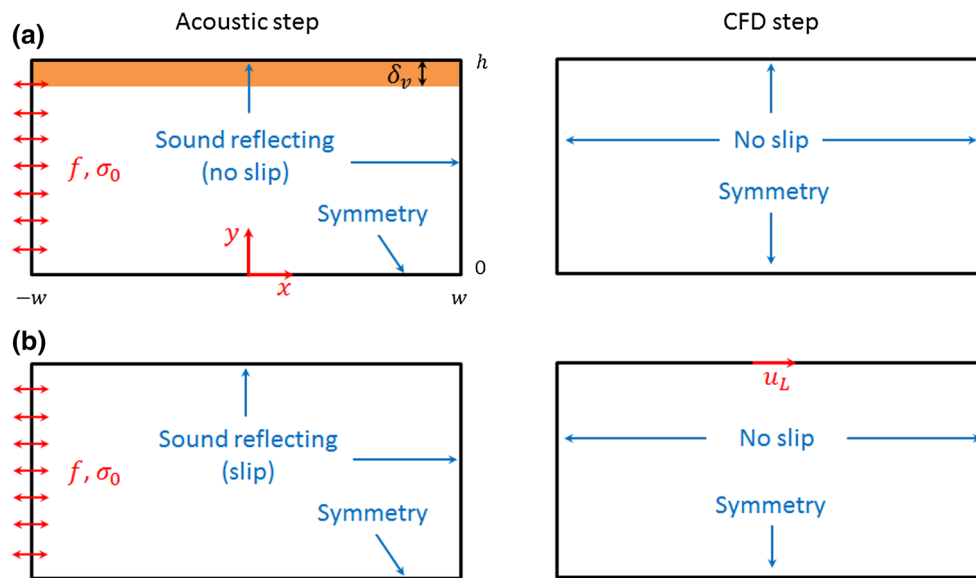 Acoustic step
CFD step
(a)
h
δᵥ
Sound reflecting
(no slip)
No slip
f, σ₀
Symmetry
Symmetry
y
x
0
−w
w
(b)
u_L
Sound reflecting
(slip)
No slip
f, σ₀
Symmetry
Symmetry